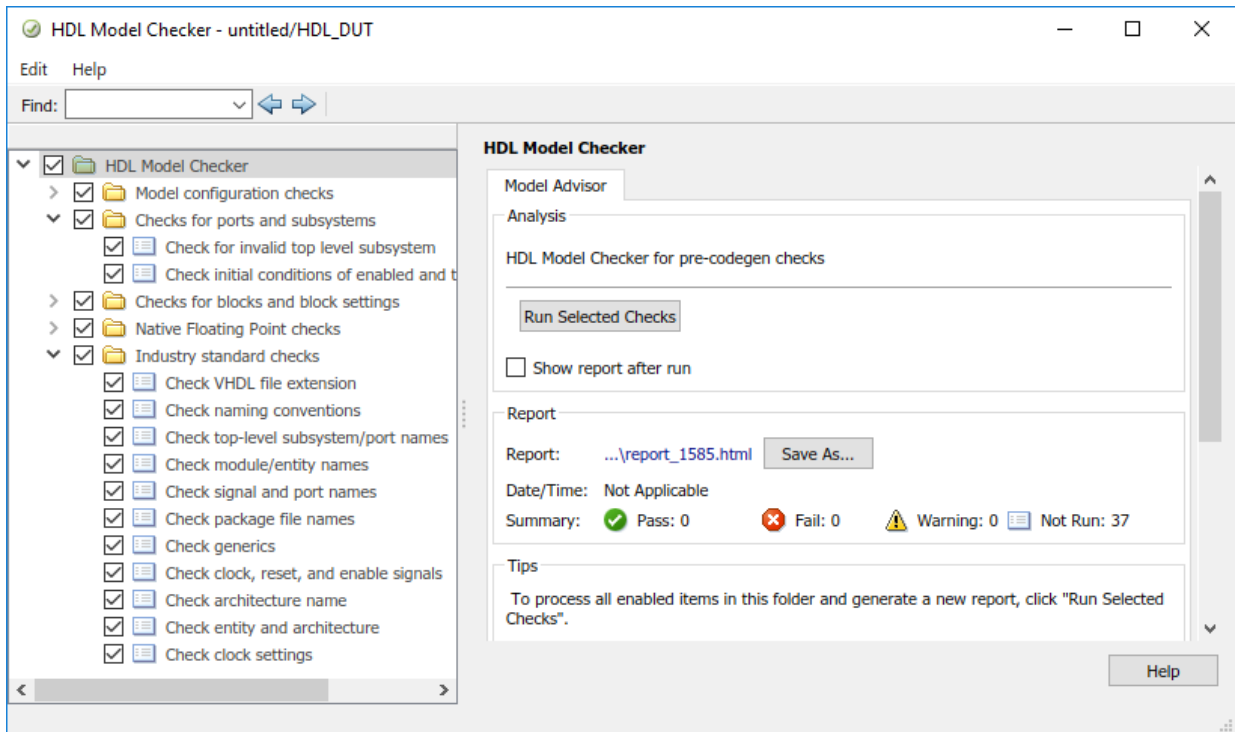 HDL Model Checker - untitled/HDL_DUT
Edit Help
Find:
HDL Model Checker
Model configuration checks
Checks for ports and subsystems
Check for invalid top level subsystem
Check initial conditions of enabled and t
Checks for blocks and block settings
Native Floating Point checks
Industry standard checks
Check VHDL file extension
Check naming conventions
Check top-level subsystem/port names
Check module/entity names
Check signal and port names
Check package file names
Check generics
Check clock, reset, and enable signals
Check architecture name
Check entity and architecture
Check clock settings
HDL Model Checker
Model Advisor
Analysis
HDL Model Checker for pre-codegen checks
Run Selected Checks
Show report after run
Report
Report: ...\report_1585.html Save As...
Date/Time: Not Applicable
Summary: Pass: 0 Fail: 0 Warning: 0 Not Run: 37
Tips
To process all enabled items in this folder and generate a new report, click "Run Selected
Checks".
Help